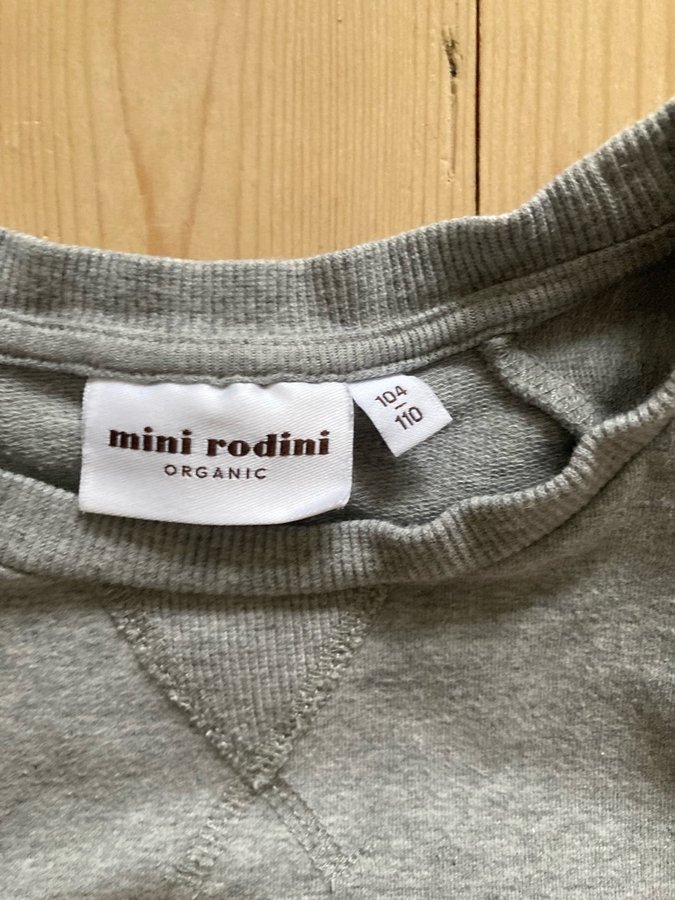 mini rodini
ORGANIC
104
–
110